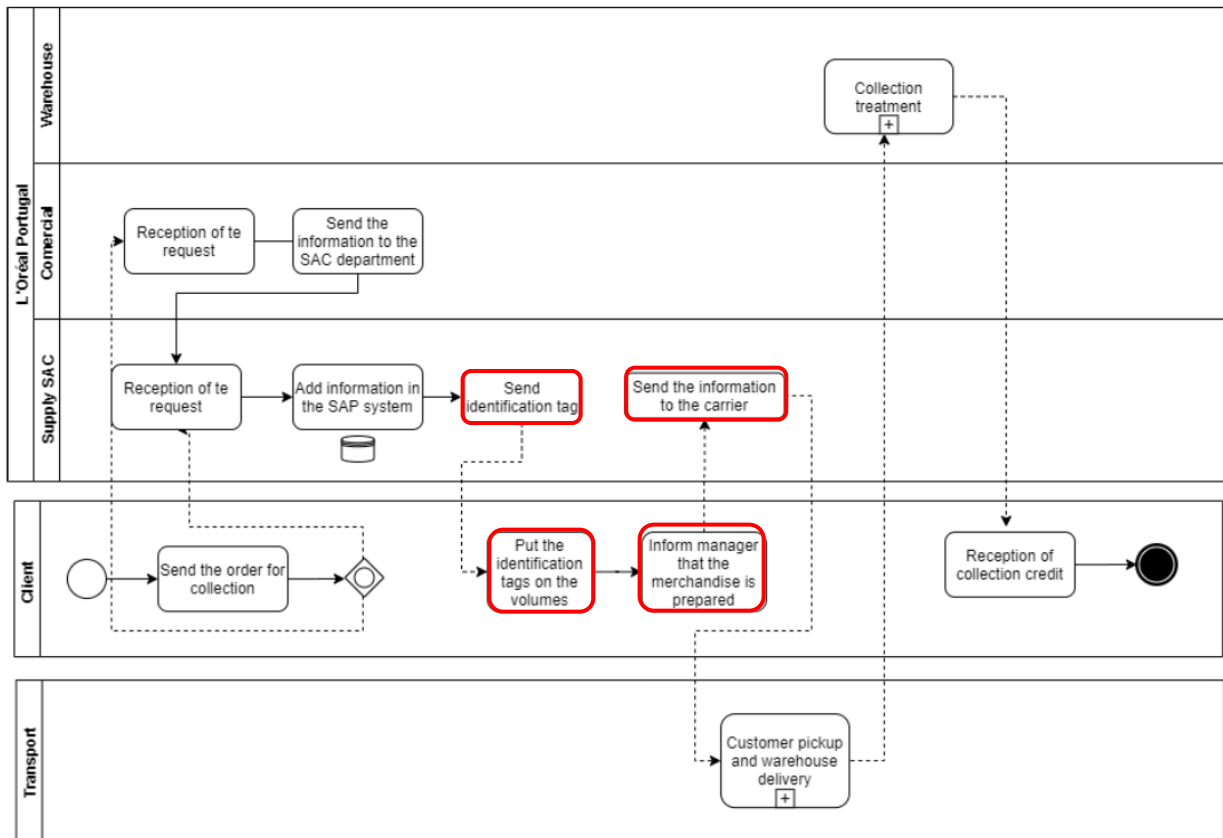 L'Oréal Portugal
Warehouse
Collection
treatment
Comercial
Reception of te
request
Send the
information to the
SAC department
Supply SAC
Reception of te
request
Add information in
the SAP system
Send
identification tag
Send the information
to the carrier
Client
Send the order for
collection
Put the
identification
tags on the
volumes
Inform manager
that the
merchandise is
prepared
Reception of
collection credit
Transport
Customer pickup
and warehouse
delivery